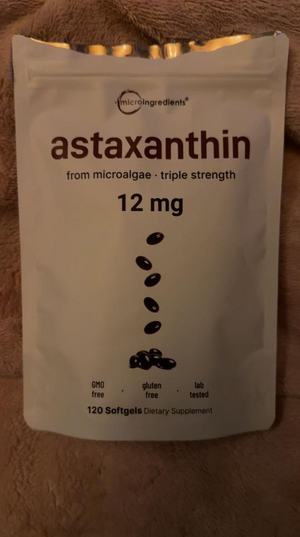 microingredients®
astaxanthin
from microalgae · triple strength
12 mg
GMO free · gluten free · lab tested
120 Softgels Dietary Supplement